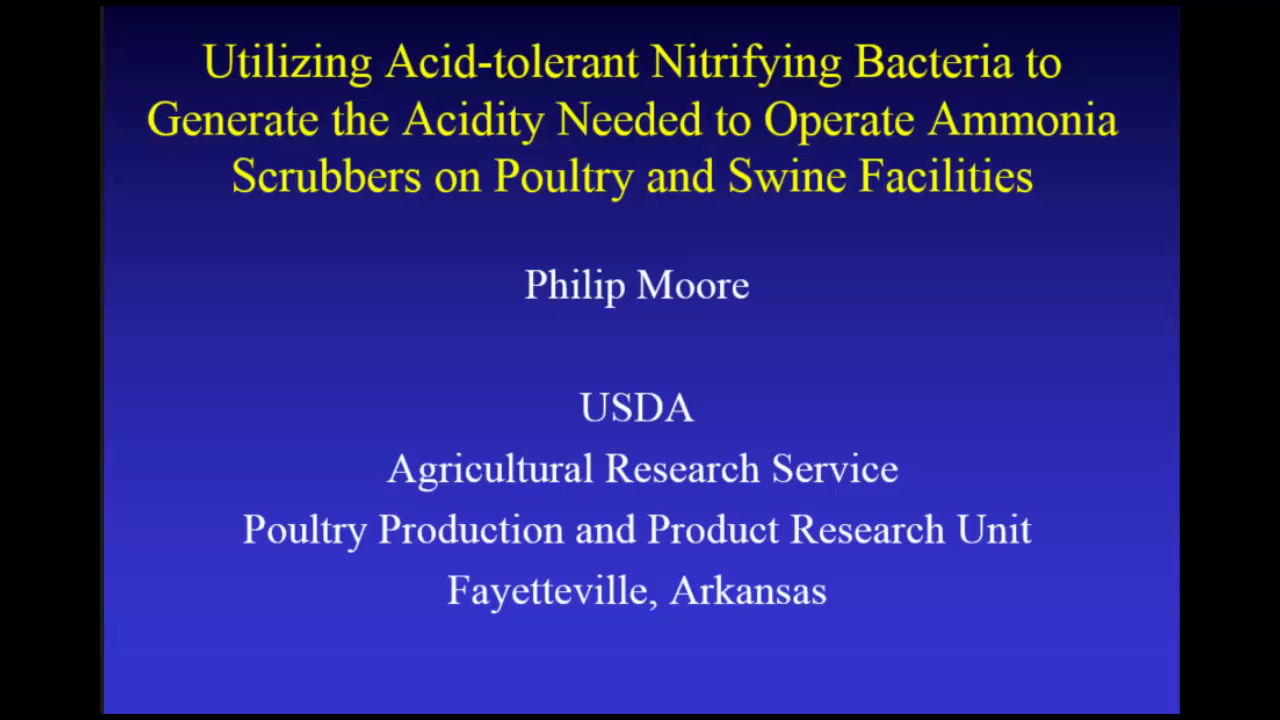 Utilizing Acid-tolerant Nitrifying Bacteria to
Generate the Acidity Needed to Operate Ammonia
Scrubbers on Poultry and Swine Facilities
Philip Moore
USDA
Agricultural Research Service
Poultry Production and Product Research Unit
Fayetteville, Arkansas